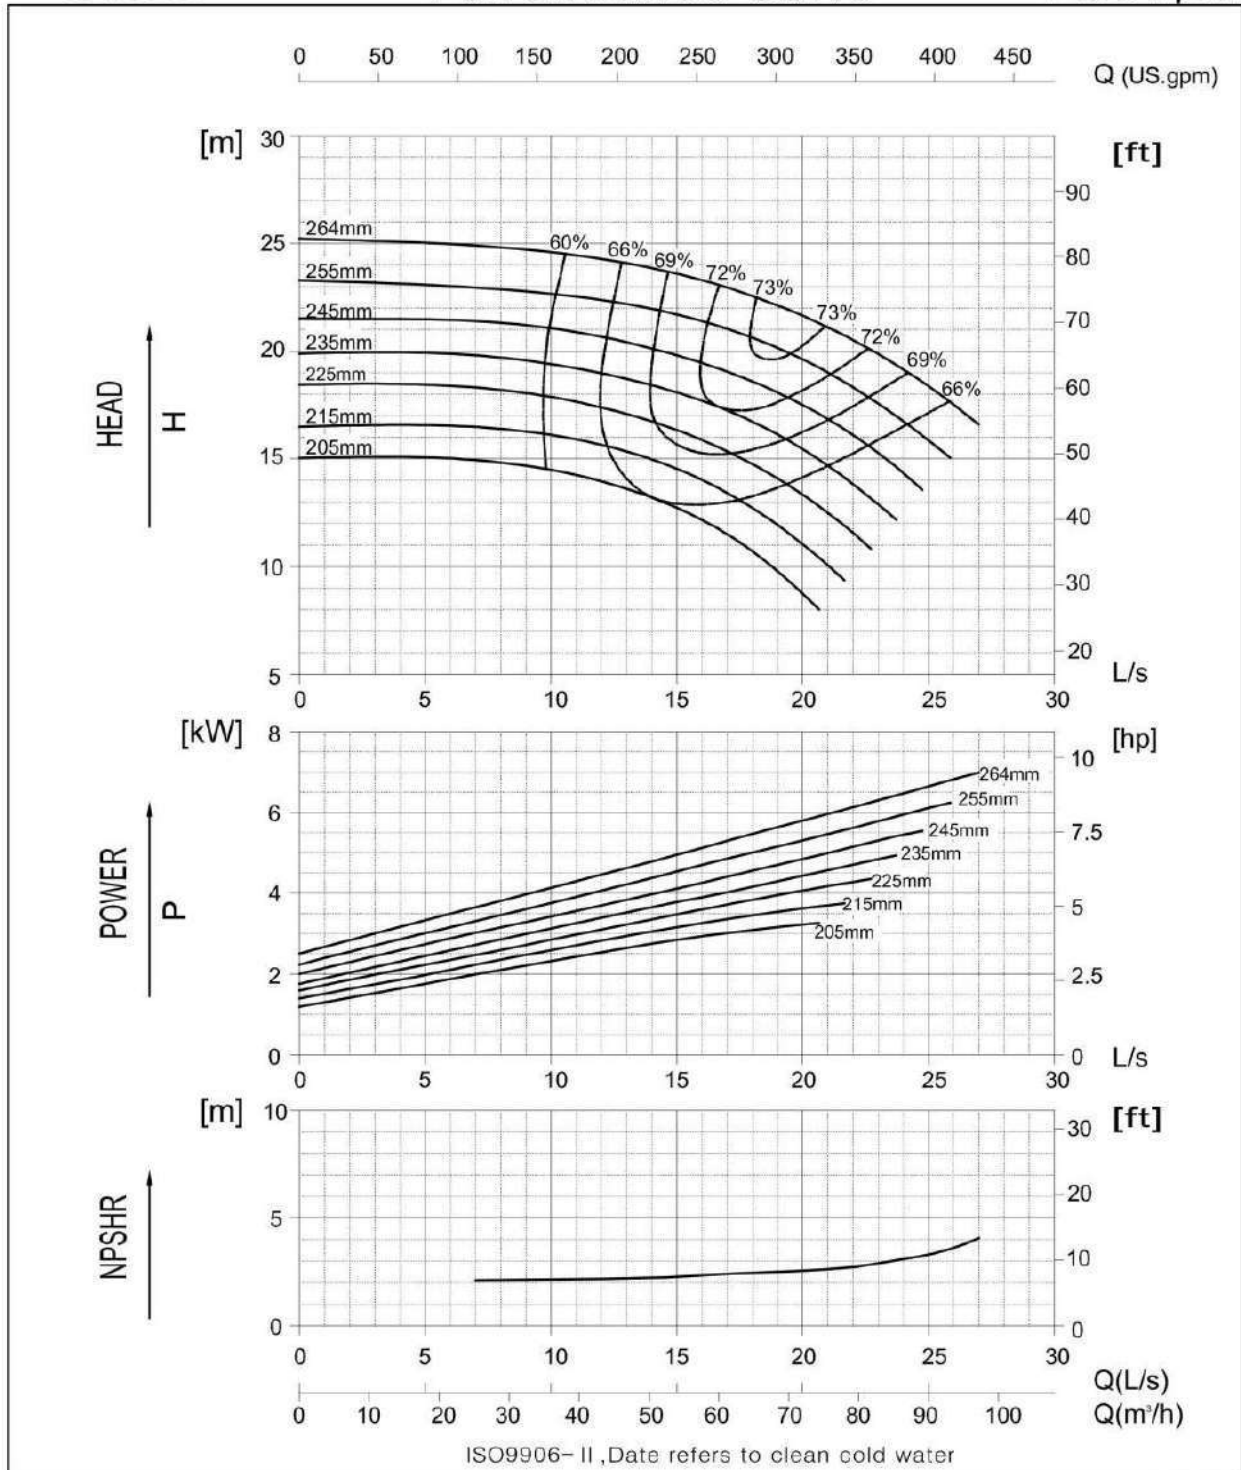 0 50 100 150 200 250 300 350 400 450
Q (US.gpm)
[m] 30 [ft]
90
264mm
60% 66% 69% 72% 73%
25 80
255mm
73%
245mm 70
72%
20 235mm
69%
225mm 60
66%
215mm
HEAD
H
205mm 50
15
40
10
30
20
5 L/s
0 5 10 15 20 25 30
[kW] 8 [hp]
10
264mm
255mm
6
7.5
245mm
235mm
225mm
4
5
215mm
205mm
POWER
P
2 2.5
0 0 L/s
0 5 10 15 20 25 30
[m] 10 [ft]
30
20
5
10
NPSHR
0 0
0 5 10 15 20 25 30
Q(L/s)
0 10 20 30 40 50 60 70 80 90 100 Q(m³/h)
ISO9906-II,Date refers to clean cold water